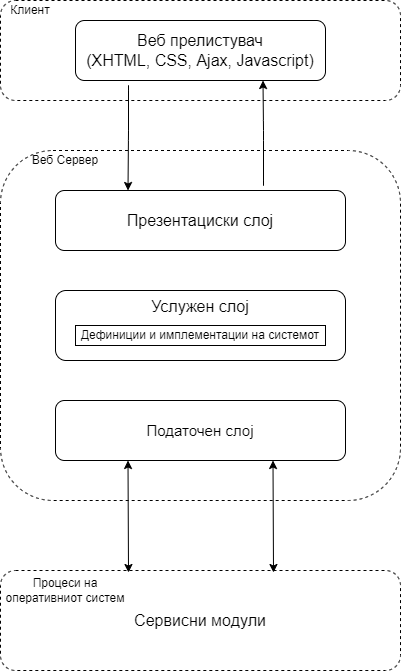 Клиент
Веб прелистувач
(XHTML, CSS, Ajax, Javascript)
Веб Сервер
Презентациски слој
Услужен слој
Дефиниции и имплементации на системот
Податочен слој
Процеси на
оперативниот систем
Сервисни модули